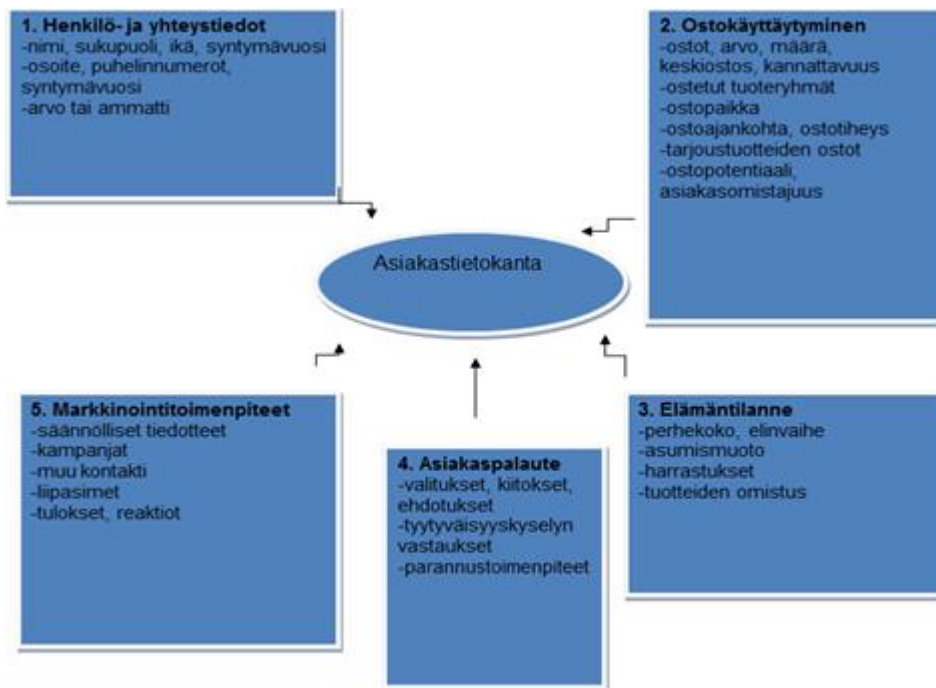 1. Henkilö- ja yhteystiedot
-nimi, sukupuoli, ikä, syntymävuosi
-osoite, puhelinnumerot,
syntymävuosi
-arvo tai ammatti
2. Ostokäyttäytyminen
-ostot, arvo, määrä,
keskiostos, kannattavuus
-ostetut tuoteryhmät
-ostopaikka
-ostoajankohta, ostotiheys
-tarjoustuotteiden ostot
-ostopotentiaali,
asiakasomistajuus
Asiakastietokanta
3. Elämäntilanne
-perhekoko, elinvaihe
-asumismuoto
-harrastukset
-tuotteiden omistus
4. Asiakaspalaute
-valitukset, kiitokset,
ehdotukset
-tyytyväisyyskyselyn
vastaukset
-parannustoimenpiteet
5. Markkinointitoimenpiteet
-säännölliset tiedotteet
-kampanjat
-muu kontakti
-liipasimet
-tulokset, reaktiot